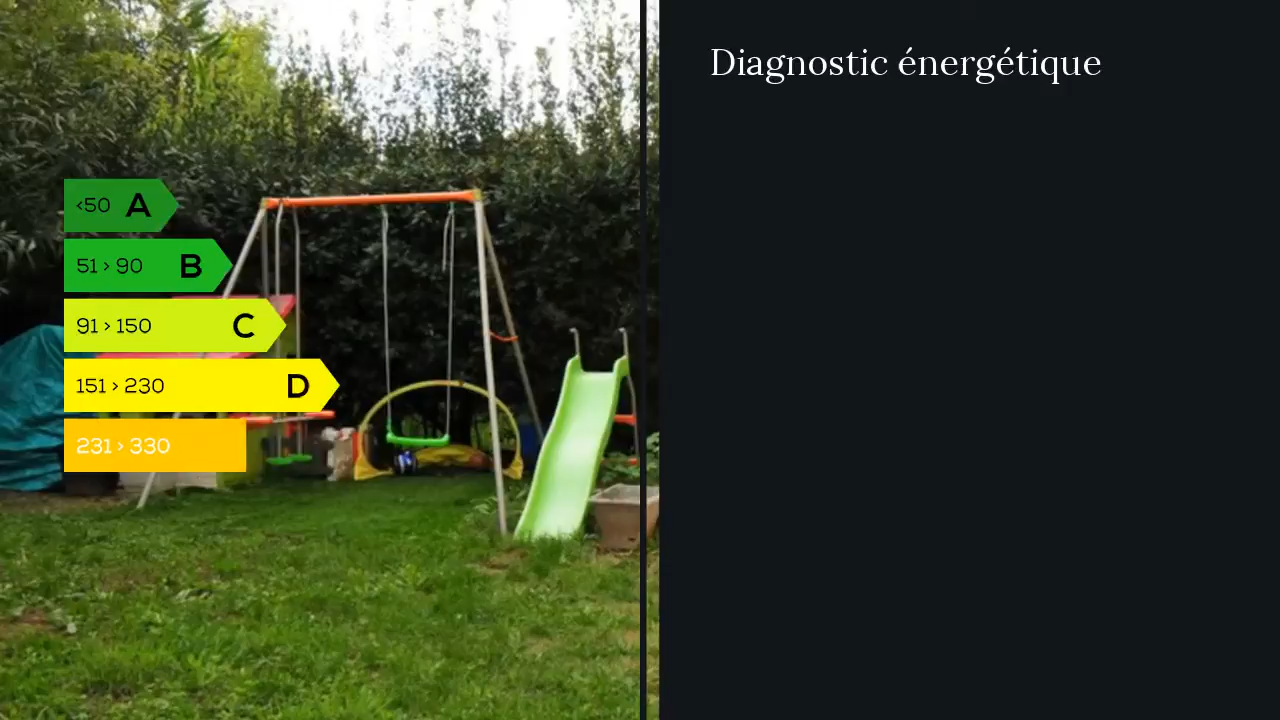 Diagnostic énergétique
<50 A
51 > 90 B
91 > 150 C
151 > 230 D
231 > 330